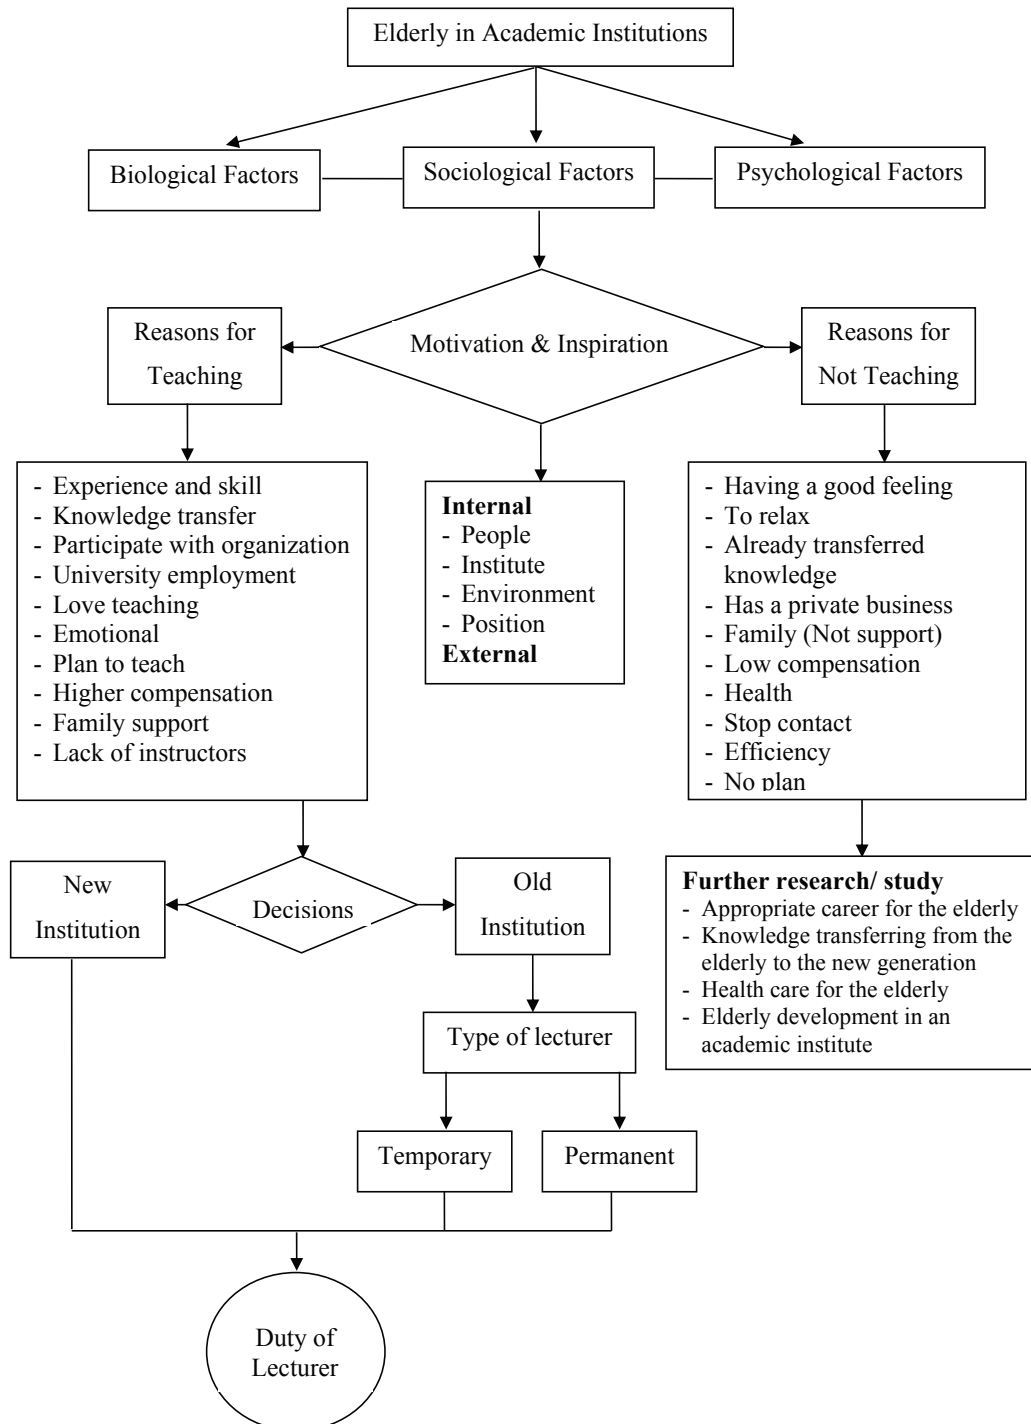 Elderly in Academic Institutions
Biological Factors
Sociological Factors
Psychological Factors
Reasons for
Teaching
Motivation & Inspiration
Reasons for
Not Teaching
- Experience and skill
- Knowledge transfer
- Participate with organization
- University employment
- Love teaching
- Emotional
- Plan to teach
- Higher compensation
- Family support
- Lack of instructors
Internal
- People
- Institute
- Environment
- Position
External
- Having a good feeling
- To relax
- Already transferred
knowledge
- Has a private business
- Family (Not support)
- Low compensation
- Health
- Stop contact
- Efficiency
- No plan
New
Institution
Decisions
Old
Institution
Further research/ study
- Appropriate career for the elderly
- Knowledge transferring from the
elderly to the new generation
- Health care for the elderly
- Elderly development in an
academic institute
Type of lecturer
Temporary
Permanent
Duty of
Lecturer